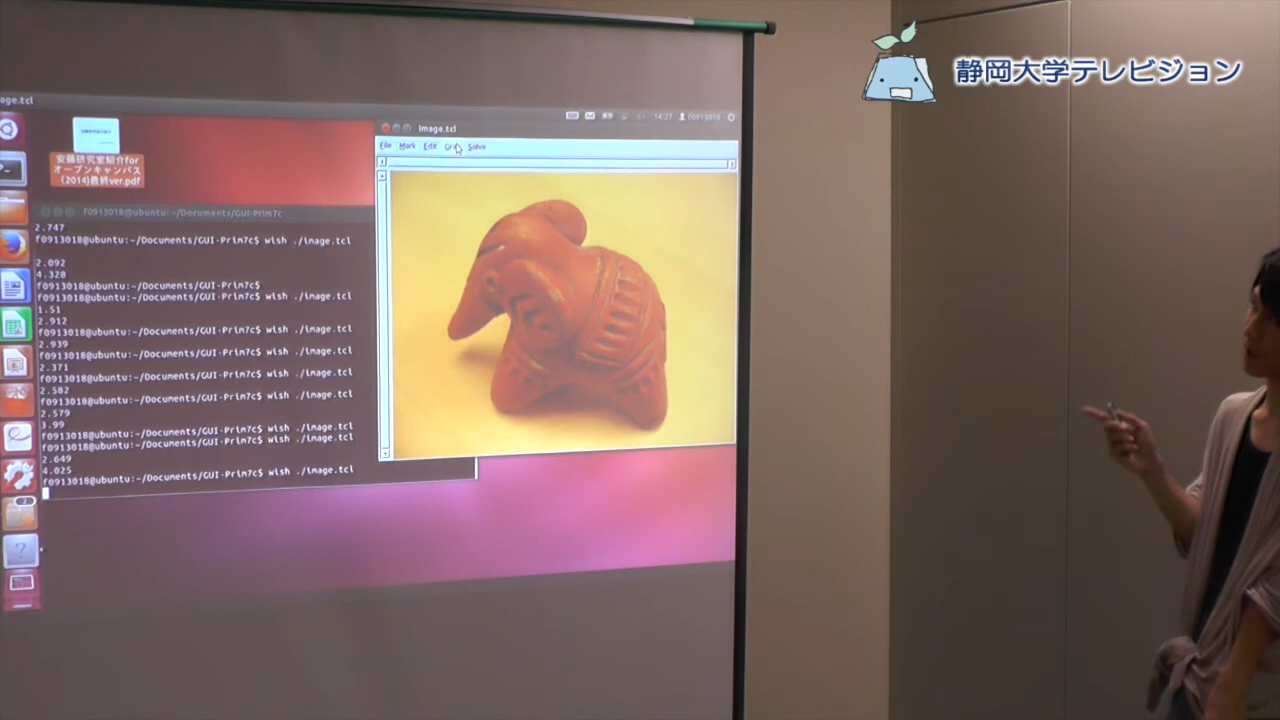 静岡大学テレビジョン
age.tcl
14:27 f0913018
安藤研究室紹介for
オープンキャンパス
(2014)最終ver.pdf
Image.tcl
File Mark Edit Solve
f0913018@ubuntu: ~/Documents/GUI-Prim7c
2.747
f0913018@ubuntu:~/Documents/GUI-Prim7c$ wish ./image.tcl
2.092
4.328
f0913018@ubuntu:~/Documents/GUI-Prim7c$
f0913018@ubuntu:~/Documents/GUI-Prim7c$ wish ./image.tcl
1.51
2.912
f0913018@ubuntu:~/Documents/GUI-Prim7c$ wish ./image.tcl
2.939
f0913018@ubuntu:~/Documents/GUI-Prim7c$ wish ./image.tcl
2.371
f0913018@ubuntu:~/Documents/GUI-Prim7c$ wish ./image.tcl
2.582
f0913018@ubuntu:~/Documents/GUI-Prim7c$ wish ./image.tcl
2.579
3.99
f0913018@ubuntu:~/Documents/GUI-Prim7c$ wish ./image.tcl
f0913018@ubuntu:~/Documents/GUI-Prim7c$ wish ./image.tcl
2.649
4.025
f0913018@ubuntu:~/Documents/GUI-Prim7c$ wish ./image.tcl